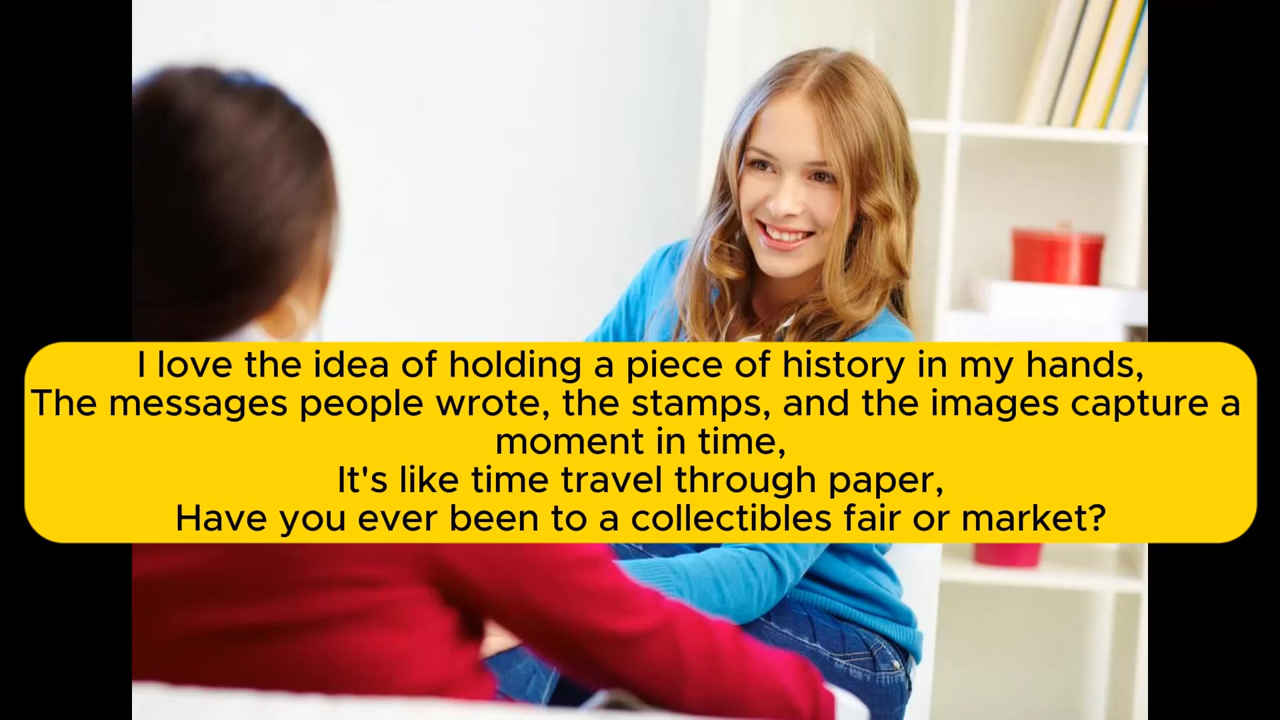 I love the idea of holding a piece of history in my hands,
The messages people wrote, the stamps, and the images capture a
moment in time,
It's like time travel through paper,
Have you ever been to a collectibles fair or market?